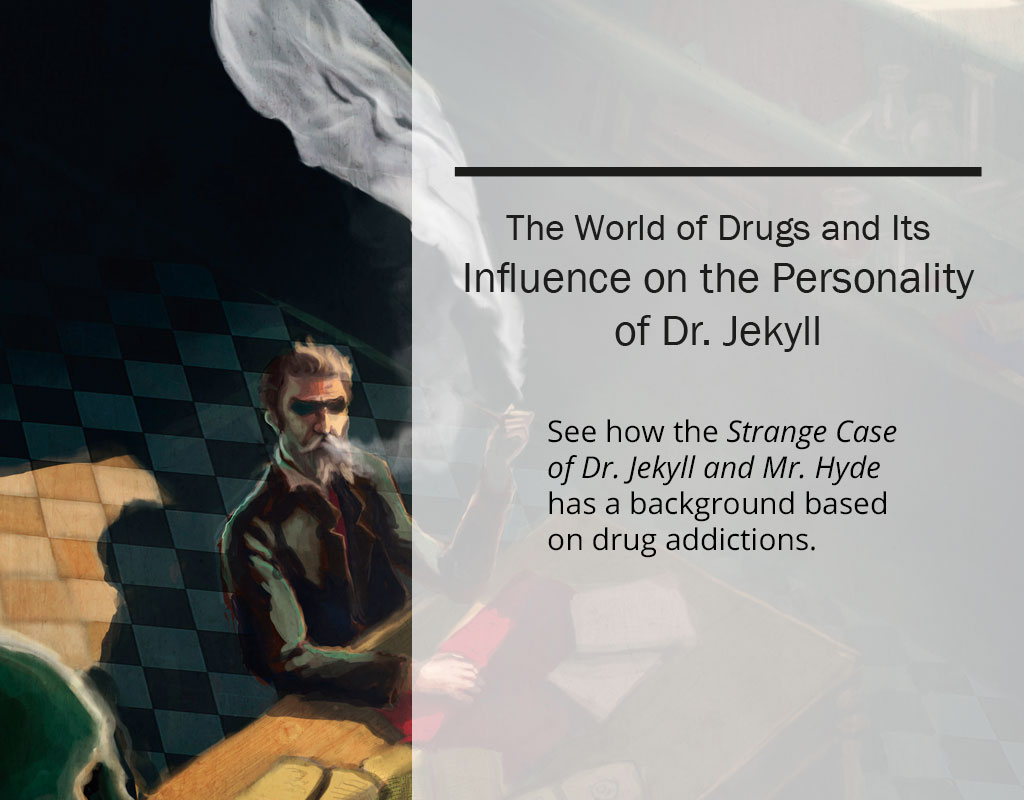 The World of Drugs and Its
Influence on the Personality
of Dr. Jekyll
See how the Strange Case
of Dr. Jekyll and Mr. Hyde
has a background based
on drug addictions.